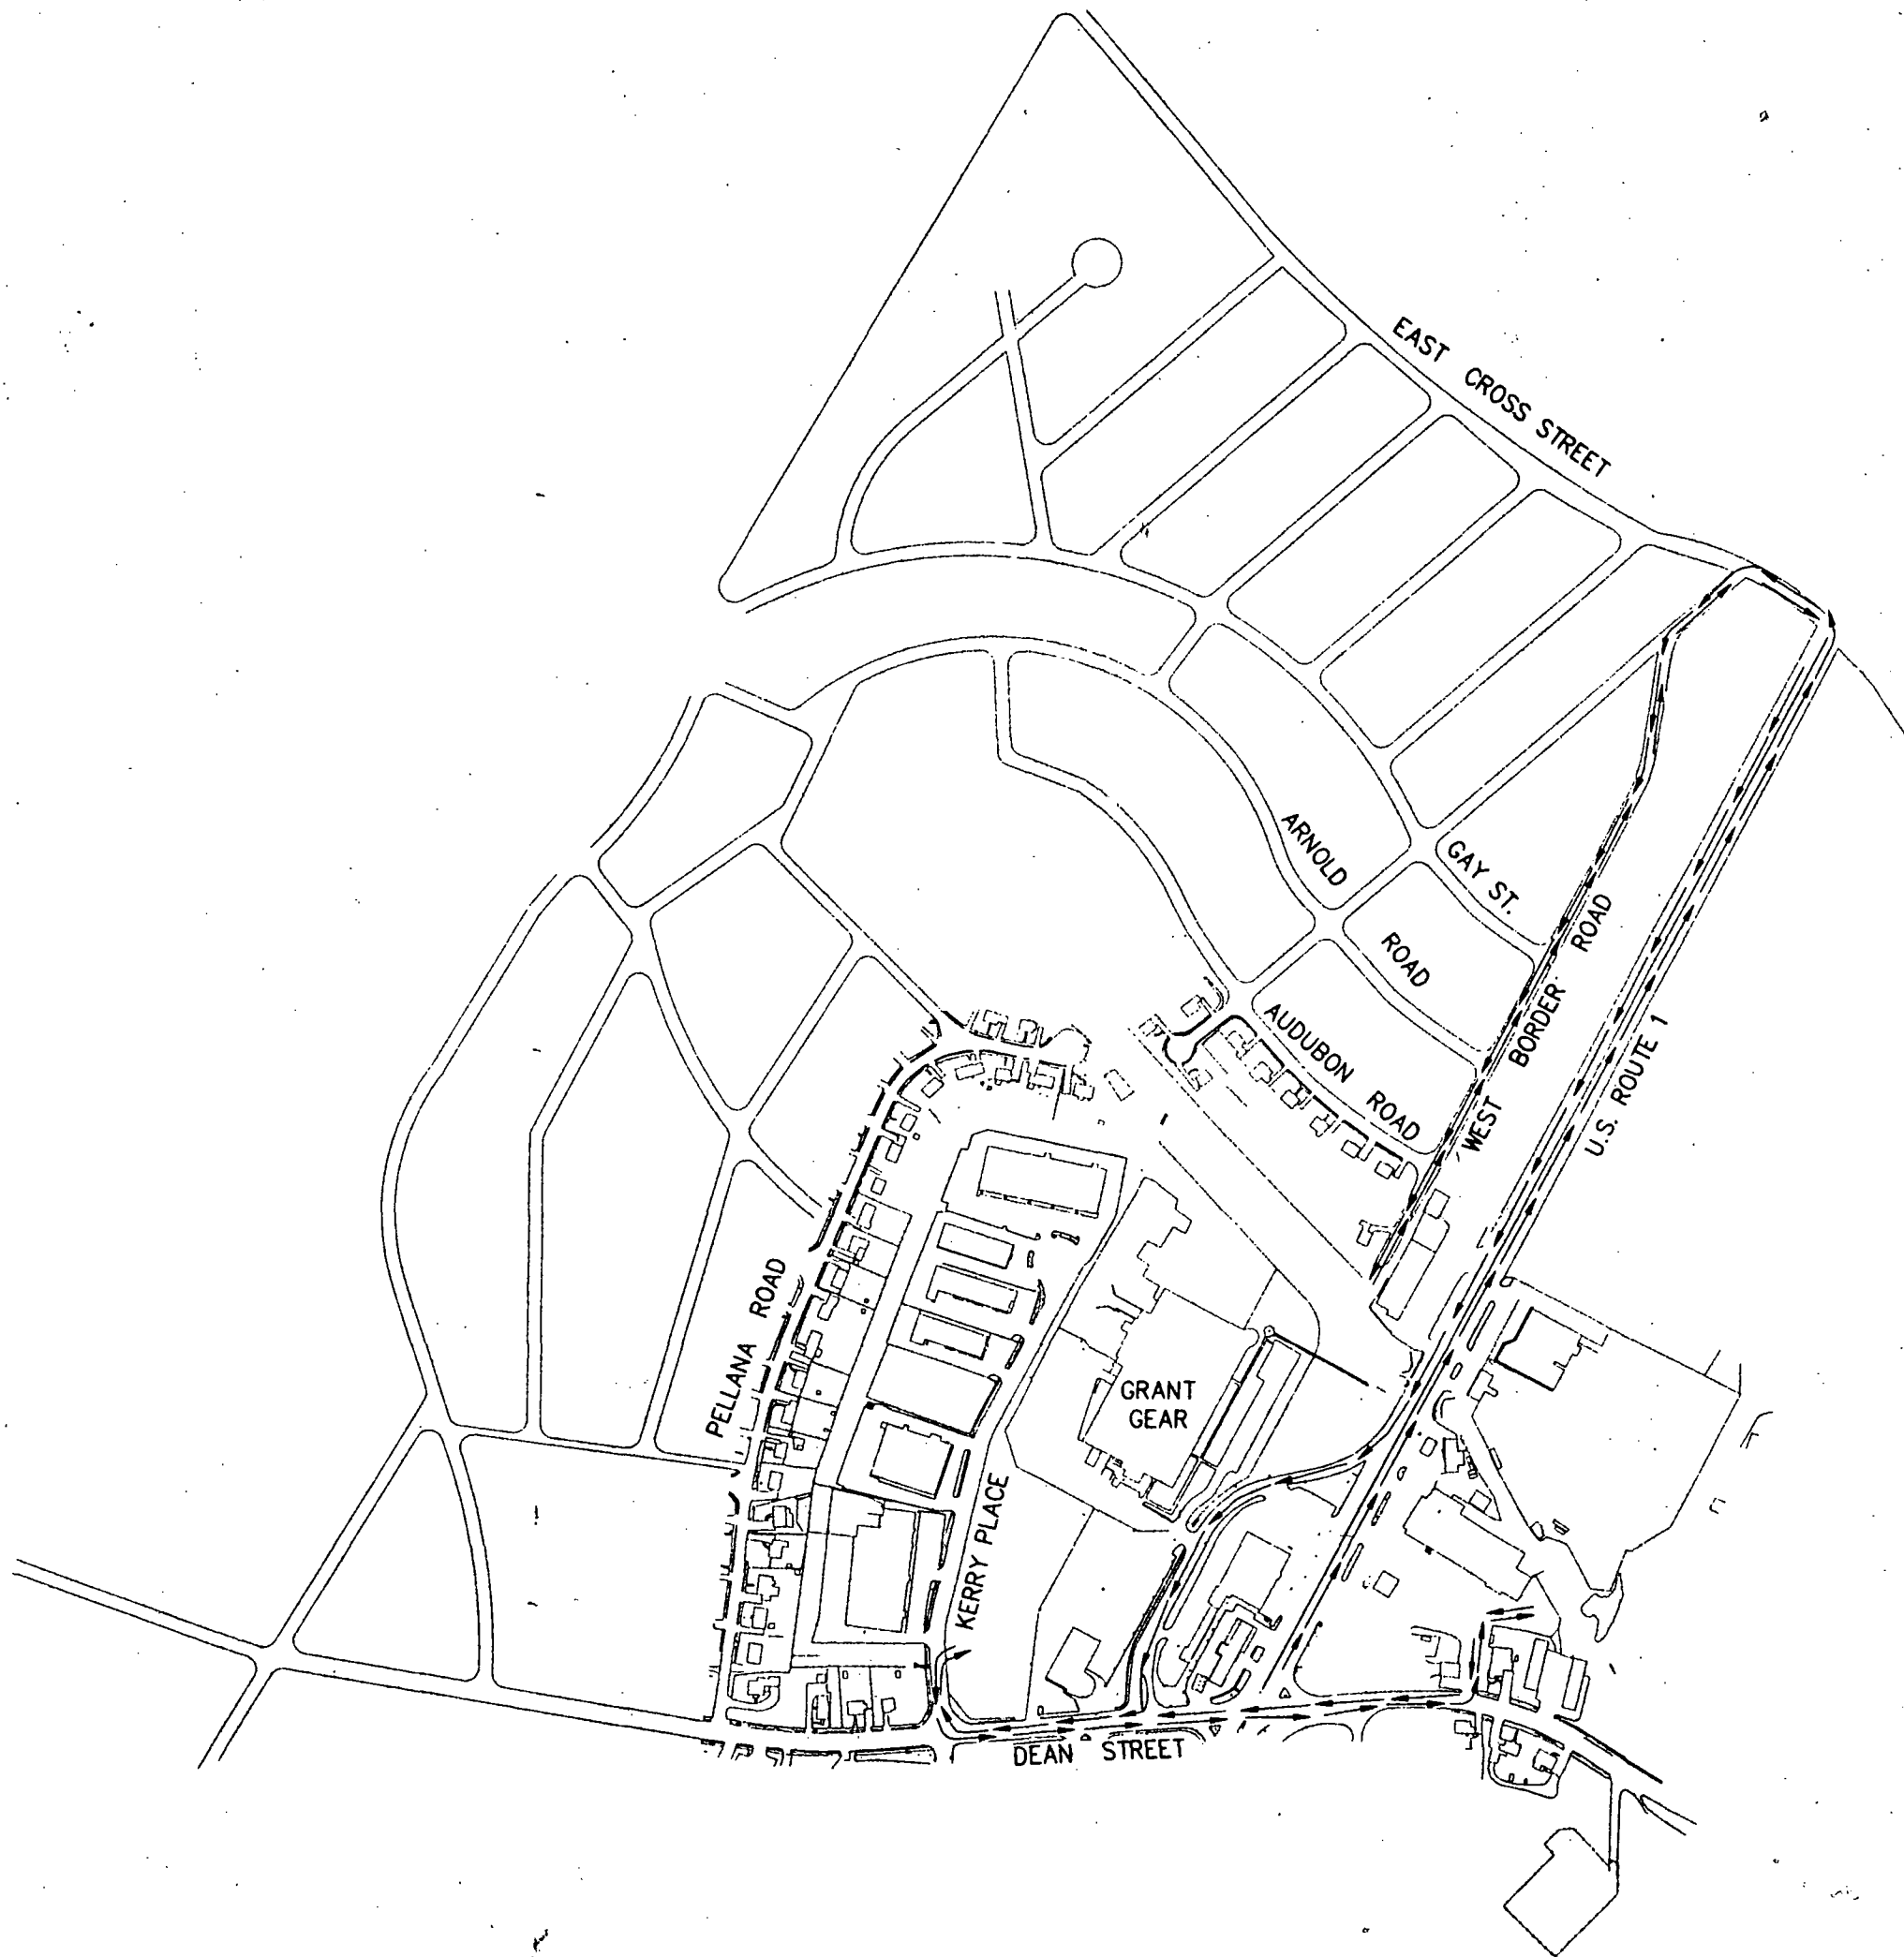 EAST CROSS STREET
ARNOLD ROAD
GAY ST.
AUDUBON ROAD
WEST BORDER ROAD
U.S. ROUTE 1
PELLANA ROAD
GRANT
GEAR
KERRY PLACE
DEAN STREET